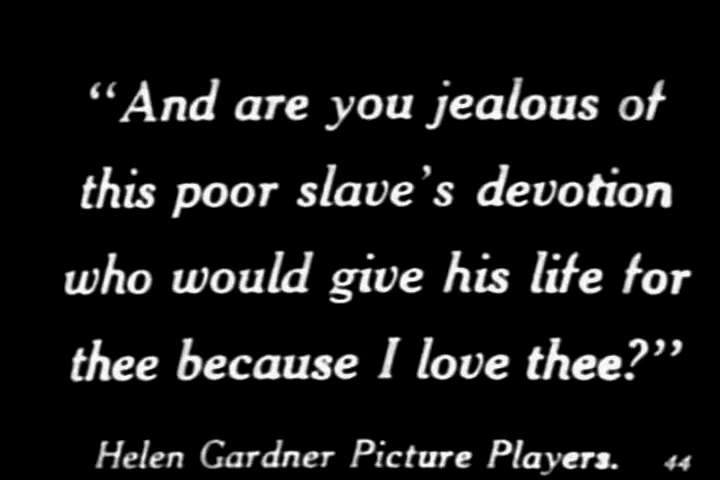 “And are you jealous of
this poor slave's devotion
who would give his life for
thee because I love thee?”
Helen Gardner Picture Players. 44